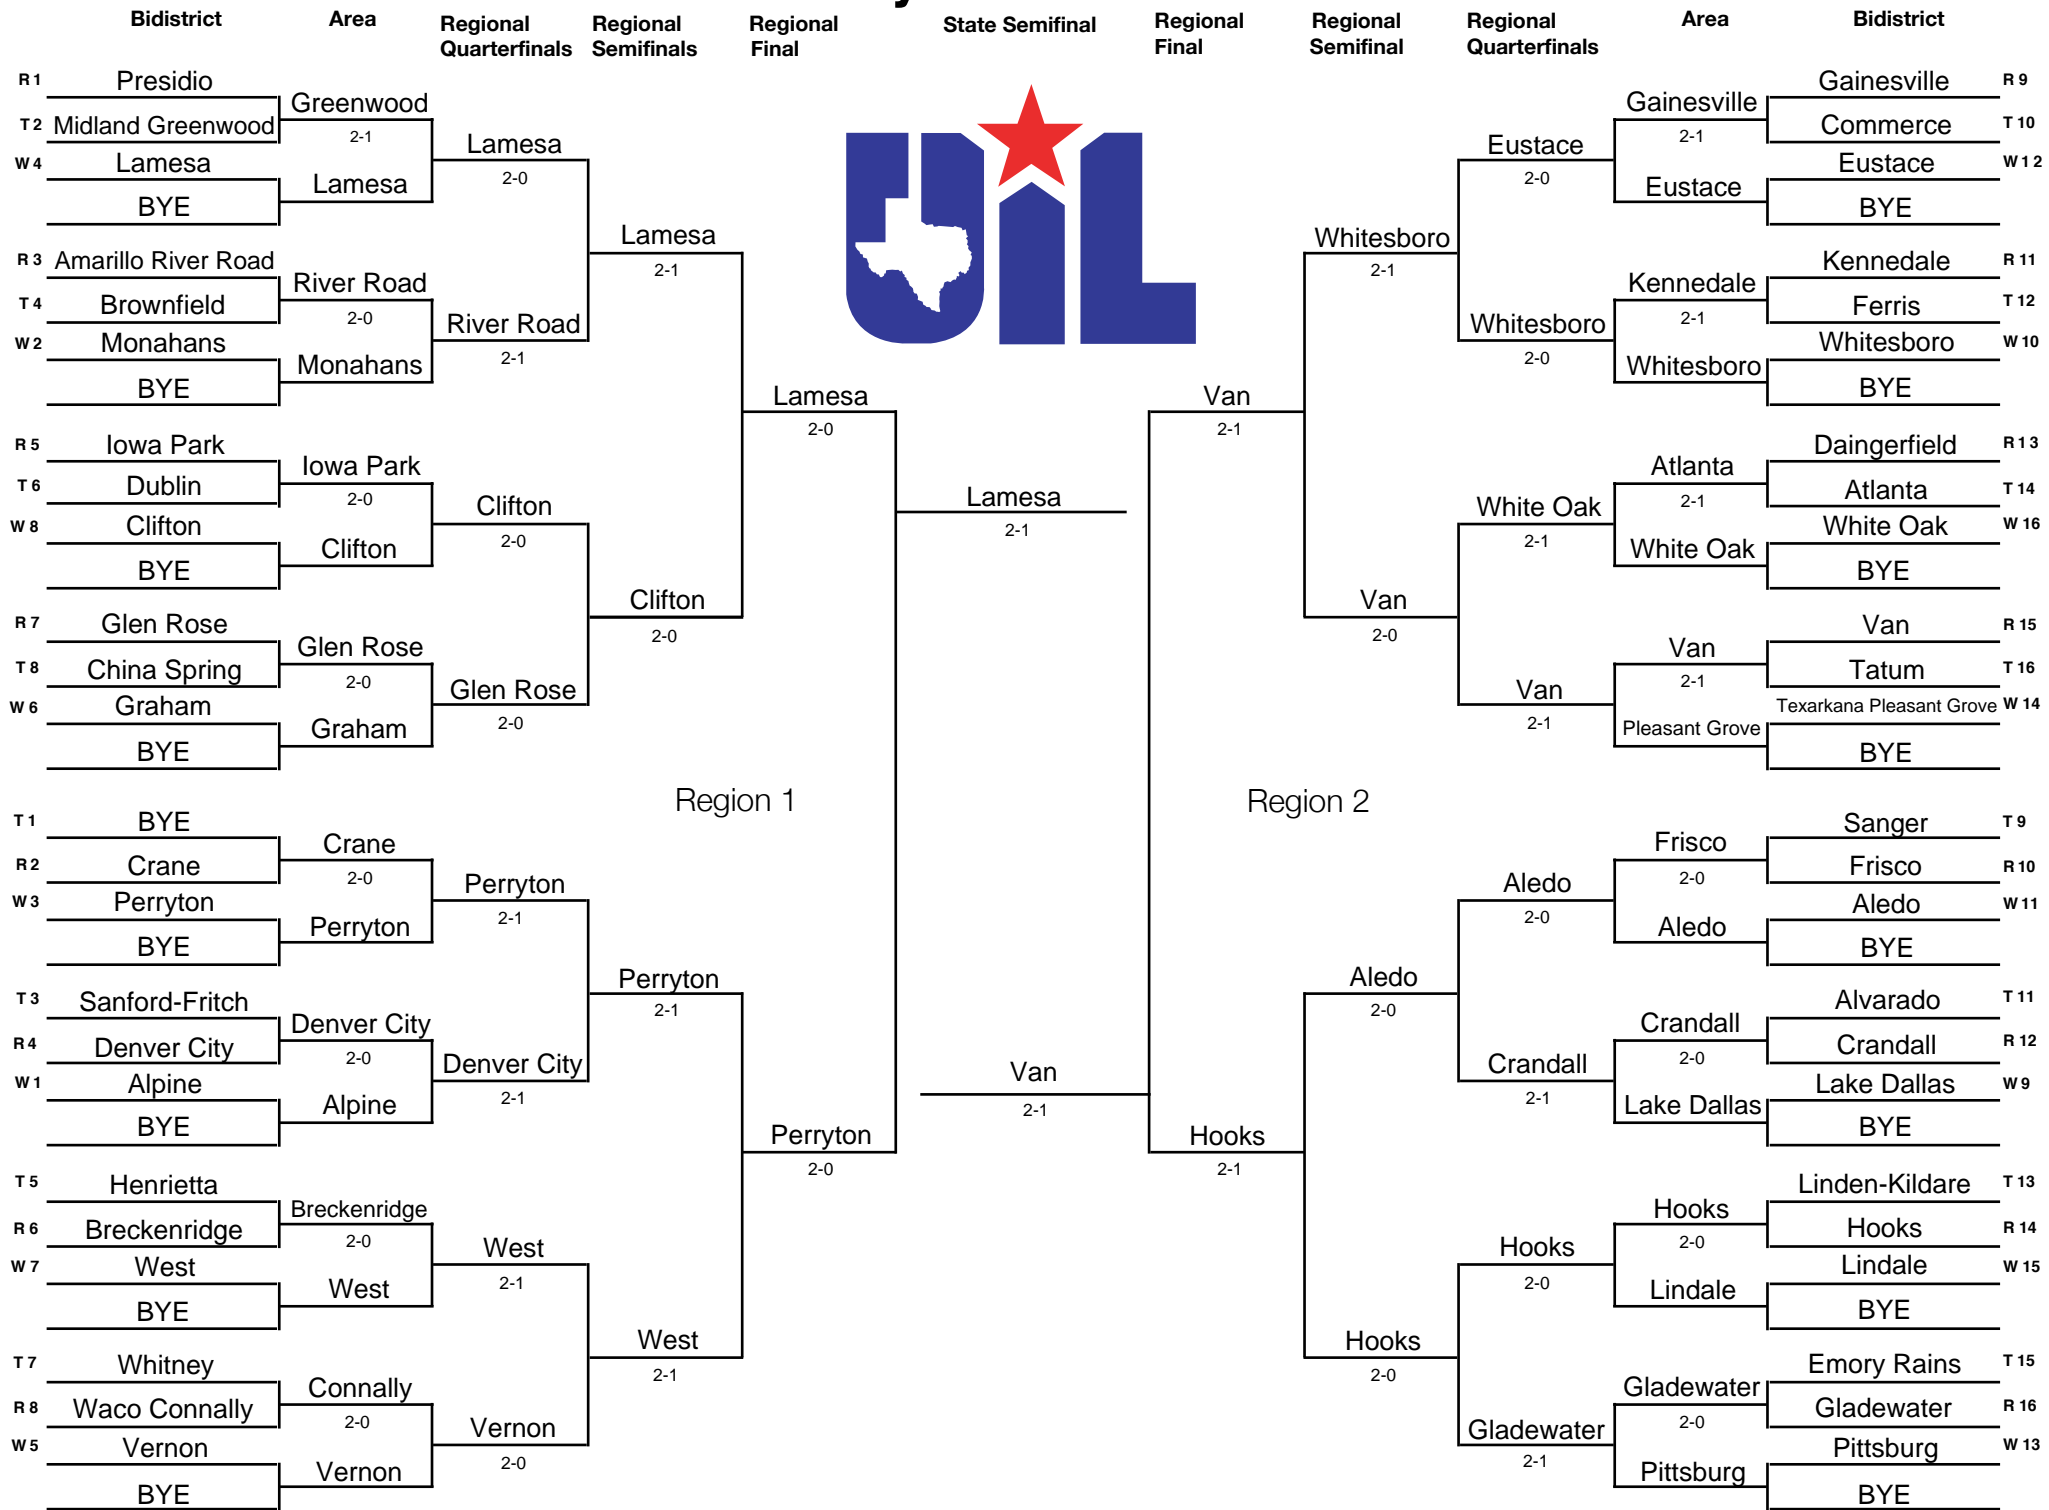 Bidistrict
Area
Regional Quarterfinals
Regional Semifinals
Regional Final
State Semifinal
Regional Final
Regional Semifinal
Regional Quarterfinals
Area
Bidistrict
R 1 Presidio
T 2 Midland Greenwood
W 4 Lamesa
BYE
R 3 Amarillo River Road
T 4 Brownfield
W 2 Monahans
BYE
R 5 Iowa Park
T 6 Dublin
W 8 Clifton
BYE
R 7 Glen Rose
T 8 China Spring
W 6 Graham
BYE
T 1 BYE
R 2 Crane
W 3 Perryton
BYE
T 3 Sanford-Fritch
R 4 Denver City
W 1 Alpine
BYE
T 5 Henrietta
R 6 Breckenridge
W 7 West
BYE
T 7 Whitney
R 8 Waco Connally
W 5 Vernon
BYE
Greenwood
2-1
Lamesa
River Road
2-0
Monahans
Iowa Park
2-0
Clifton
Glen Rose
2-0
Graham
Crane
2-0
Perryton
Denver City
2-0
Alpine
Breckenridge
2-0
West
Connally
2-0
Vernon
Lamesa
2-0
River Road
2-1
Clifton
2-0
Glen Rose
2-0
Perryton
2-1
Denver City
2-1
West
2-1
Vernon
2-0
Lamesa
2-1
Clifton
2-0
Region 1
Perryton
2-1
West
2-1
Lamesa
2-0
Perryton
2-0
UIL
Lamesa
2-1
Van
2-1
Van
2-1
Hooks
2-1
Whitesboro
2-1
Van
2-0
Region 2
Aledo
2-0
Hooks
2-0
Eustace
2-0
Whitesboro
2-0
White Oak
2-1
Van
2-1
Aledo
2-0
Crandall
2-1
Hooks
2-0
Gladewater
2-1
Gainesville
2-1
Eustace
Kennedale
2-1
Whitesboro
Atlanta
2-1
White Oak
Van
2-1
Pleasant Grove
Frisco
2-0
Aledo
Crandall
2-0
Lake Dallas
Hooks
2-0
Lindale
Gladewater
2-0
Pittsburg
Gainesville R 9
Commerce T 10
Eustace W 1 2
BYE
Kennedale R 11
Ferris T 12
Whitesboro W 10
BYE
Daingerfield R 1 3
Atlanta T 14
White Oak W 16
BYE
Van R 15
Tatum T 16
Texarkana Pleasant Grove W 14
BYE
Sanger T 9
Frisco R 10
Aledo W 11
BYE
Alvarado T 11
Crandall R 12
Lake Dallas W 9
BYE
Linden-Kildare T 13
Hooks R 14
Lindale W 15
BYE
Emory Rains T 15
Gladewater R 16
Pittsburg W 13
BYE